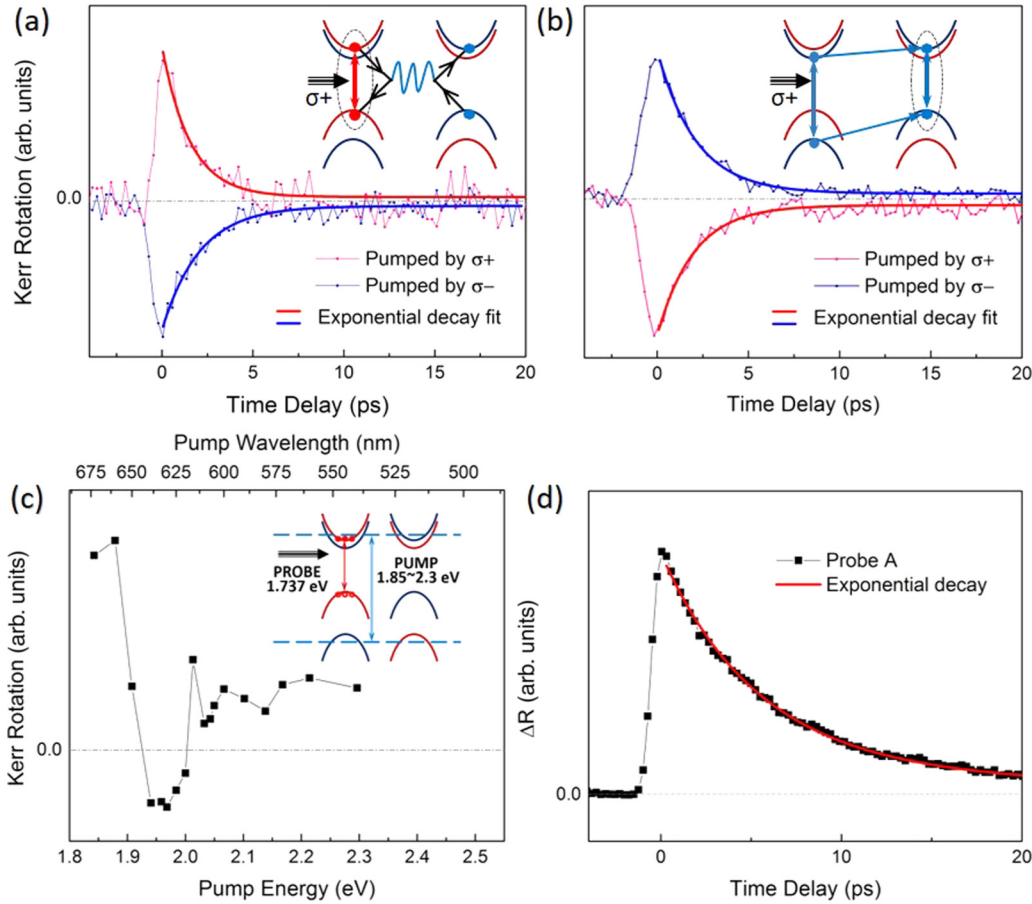 (a)
Kerr Rotation (arb. units)
0.0
σ+
Pumped by σ+
Pumped by σ−
Exponential decay fit
0 5 10 15 20
Time Delay (ps)
(b)
σ+
Pumped by σ+
Pumped by σ−
Exponential decay fit
0 5 10 15 20
Time Delay (ps)
Pump Wavelength (nm)
675 650 625 600 575 550 525 500
(c)
Kerr Rotation (arb. units)
0.0
PROBE
1.737 eV
PUMP
1.85~2.3 eV
1.8 1.9 2.0 2.1 2.2 2.3 2.4 2.5
Pump Energy (eV)
(d)
ΔR (arb. units)
0.0
Probe A
Exponential decay
0 10 20
Time Delay (ps)